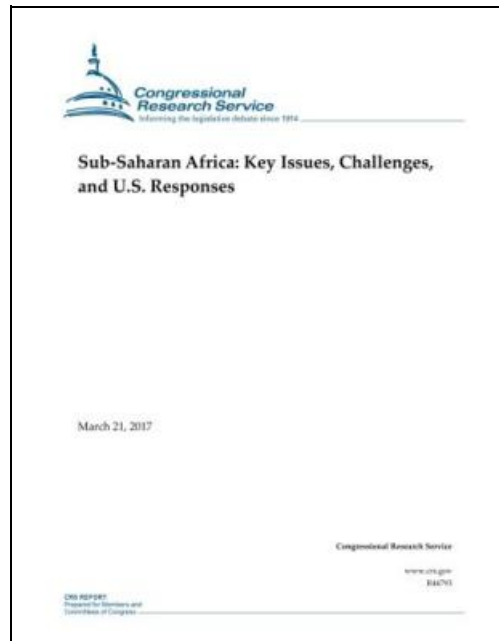 Congressional
Research Service
Informing the legislative debate since 1914
Sub-Saharan Africa: Key Issues, Challenges,
and U.S. Responses
March 21, 2017
Congressional Research Service
www.crs.gov
R44793
CRS REPORT
Prepared for Members and
Committees of Congress